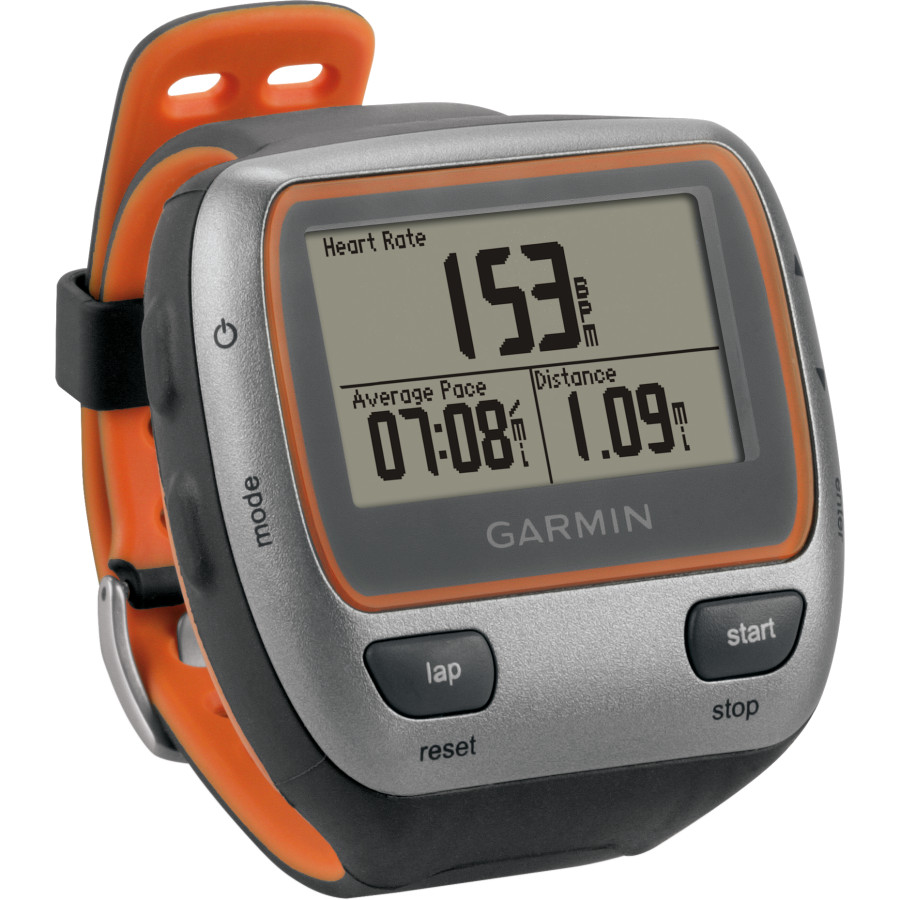 Heart Rate
153 BPm
Average Pace
Distance
07:08 /mi
1.09 mi
GARMIN
mode
enter
lap
start
reset
stop